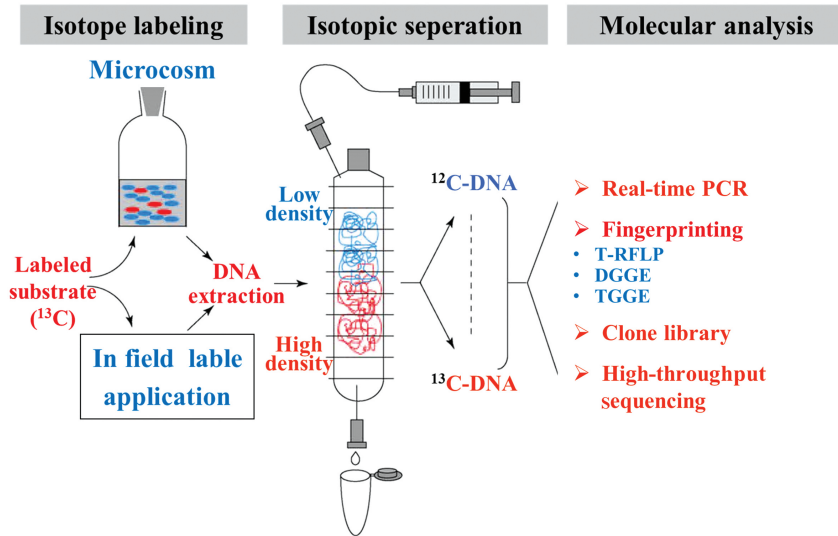 Isotope labeling
Isotopic seperation
Molecular analysis
Microcosm
Labeled
substrate
(¹³C)
DNA
extraction
In field lable
application
Low
density
High
density
¹²C-DNA
¹³C-DNA
➢ Real-time PCR
➢ Fingerprinting
• T-RFLP
• DGGE
• TGGE
➢ Clone library
➢ High-throughput
sequencing